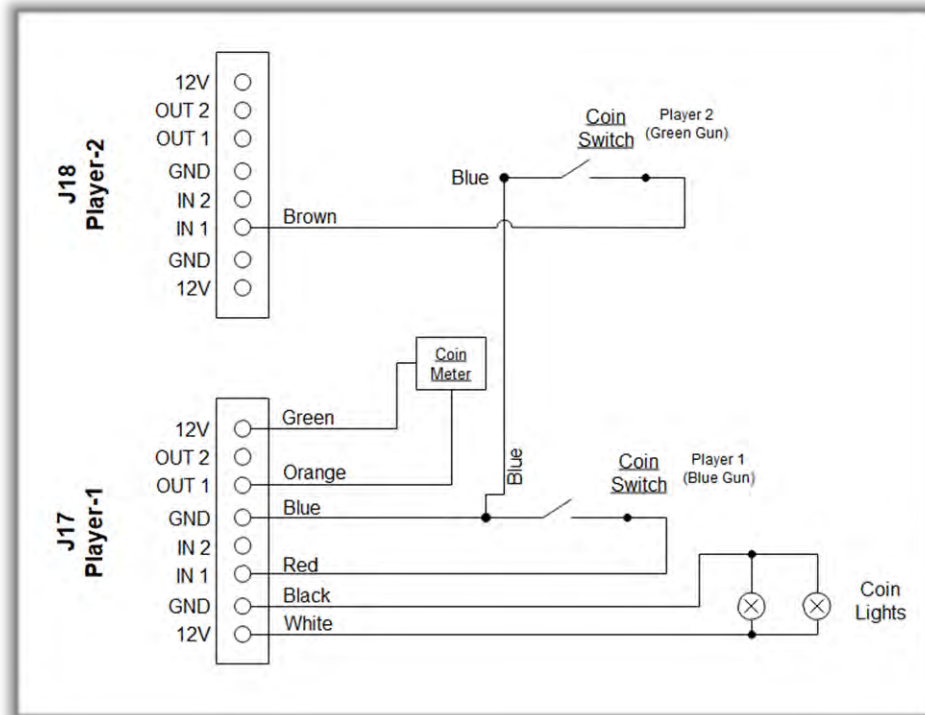 J18
Player-2
12V
OUT 2
OUT 1
GND
IN 2
IN 1
GND
12V
Brown
Blue
Coin
Switch
Player 2
(Green Gun)
Coin
Meter
J17
Player-1
12V
OUT 2
OUT 1
GND
IN 2
IN 1
GND
12V
Green
Orange
Blue
Red
Black
White
Blue
Coin
Switch
Player 1
(Blue Gun)
Coin
Lights